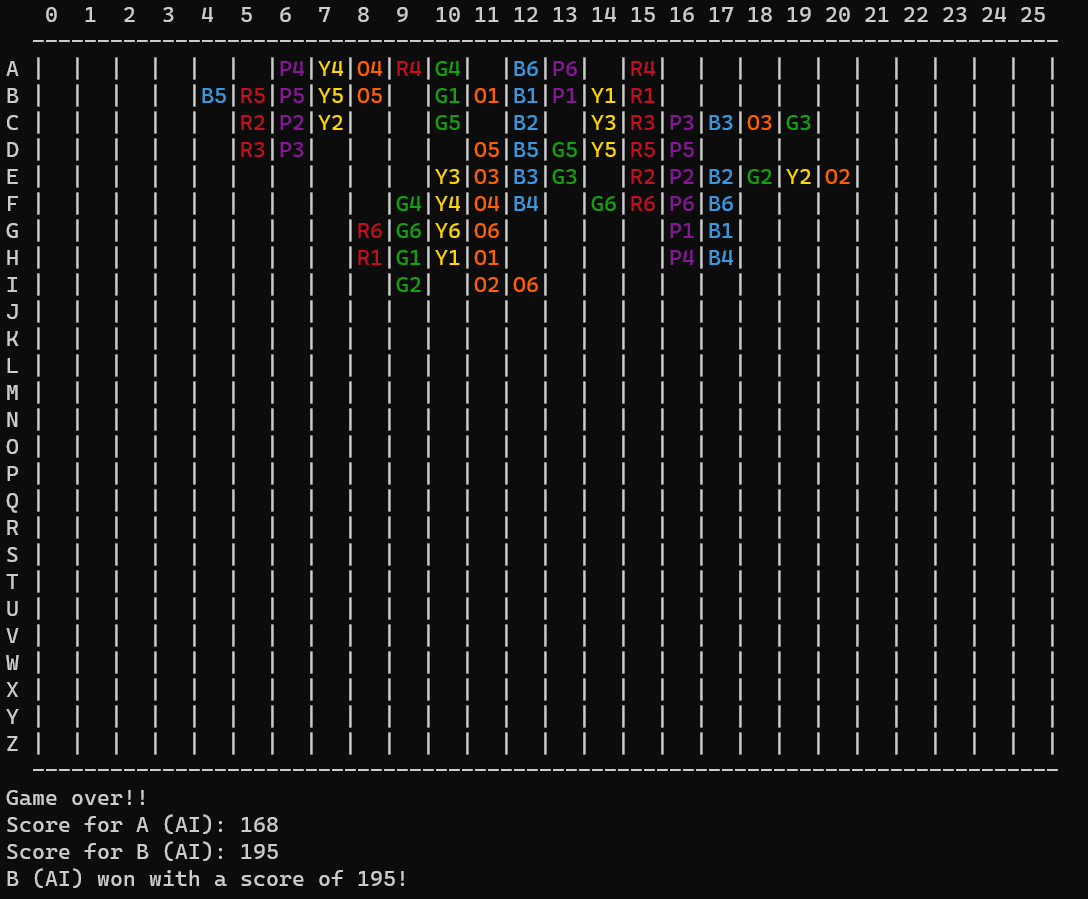 0 1 2 3 4 5 6 7 8 9 10 11 12 13 14 15 16 17 18 19 20 21 22 23 24 25
-------------------------------------------------------------------------------
A |  |  |  |  |  |  |P4|Y4|O4|R4|G4|  |B6|P6|  |R4|  |  |  |  |  |  |  |  |  |  |
B |  |  |  |  |B5|R5|P5|Y5|O5|  |G1|O1|B1|P1|Y1|R1|  |  |  |  |  |  |  |  |  |  |
C |  |  |  |  |  |R2|P2|Y2|  |  |G5|  |B2|  |Y3|R3|P3|B3|O3|G3|  |  |  |  |  |  |
D |  |  |  |  |  |R3|P3|  |  |  |  |O5|B5|G5|Y5|R5|P5|  |  |  |  |  |  |  |  |  |
E |  |  |  |  |  |  |  |  |  |  |Y3|O3|B3|G3|  |R2|P2|B2|G2|Y2|O2|  |  |  |  |  |
F |  |  |  |  |  |  |  |  |  |G4|Y4|O4|B4|  |G6|R6|P6|B6|  |  |  |  |  |  |  |  |
G |  |  |  |  |  |  |  |  |R6|G6|Y6|O6|  |  |  |  |P1|B1|  |  |  |  |  |  |  |  |
H |  |  |  |  |  |  |  |  |R1|G1|Y1|O1|  |  |  |  |P4|B4|  |  |  |  |  |  |  |  |
I |  |  |  |  |  |  |  |  |  |G2|  |O2|O6|  |  |  |  |  |  |  |  |  |  |  |  |  |
J |  |  |  |  |  |  |  |  |  |  |  |  |  |  |  |  |  |  |  |  |  |  |  |  |  |  |
K |  |  |  |  |  |  |  |  |  |  |  |  |  |  |  |  |  |  |  |  |  |  |  |  |  |  |
L |  |  |  |  |  |  |  |  |  |  |  |  |  |  |  |  |  |  |  |  |  |  |  |  |  |  |
M |  |  |  |  |  |  |  |  |  |  |  |  |  |  |  |  |  |  |  |  |  |  |  |  |  |  |
N |  |  |  |  |  |  |  |  |  |  |  |  |  |  |  |  |  |  |  |  |  |  |  |  |  |  |
O |  |  |  |  |  |  |  |  |  |  |  |  |  |  |  |  |  |  |  |  |  |  |  |  |  |  |
P |  |  |  |  |  |  |  |  |  |  |  |  |  |  |  |  |  |  |  |  |  |  |  |  |  |  |
Q |  |  |  |  |  |  |  |  |  |  |  |  |  |  |  |  |  |  |  |  |  |  |  |  |  |  |
R |  |  |  |  |  |  |  |  |  |  |  |  |  |  |  |  |  |  |  |  |  |  |  |  |  |  |
S |  |  |  |  |  |  |  |  |  |  |  |  |  |  |  |  |  |  |  |  |  |  |  |  |  |  |
T |  |  |  |  |  |  |  |  |  |  |  |  |  |  |  |  |  |  |  |  |  |  |  |  |  |  |
U |  |  |  |  |  |  |  |  |  |  |  |  |  |  |  |  |  |  |  |  |  |  |  |  |  |  |
V |  |  |  |  |  |  |  |  |  |  |  |  |  |  |  |  |  |  |  |  |  |  |  |  |  |  |
W |  |  |  |  |  |  |  |  |  |  |  |  |  |  |  |  |  |  |  |  |  |  |  |  |  |  |
X |  |  |  |  |  |  |  |  |  |  |  |  |  |  |  |  |  |  |  |  |  |  |  |  |  |  |
Y |  |  |  |  |  |  |  |  |  |  |  |  |  |  |  |  |  |  |  |  |  |  |  |  |  |  |
Z |  |  |  |  |  |  |  |  |  |  |  |  |  |  |  |  |  |  |  |  |  |  |  |  |  |  |
-------------------------------------------------------------------------------
Game over!!
Score for A (AI): 168
Score for B (AI): 195
B (AI) won with a score of 195!